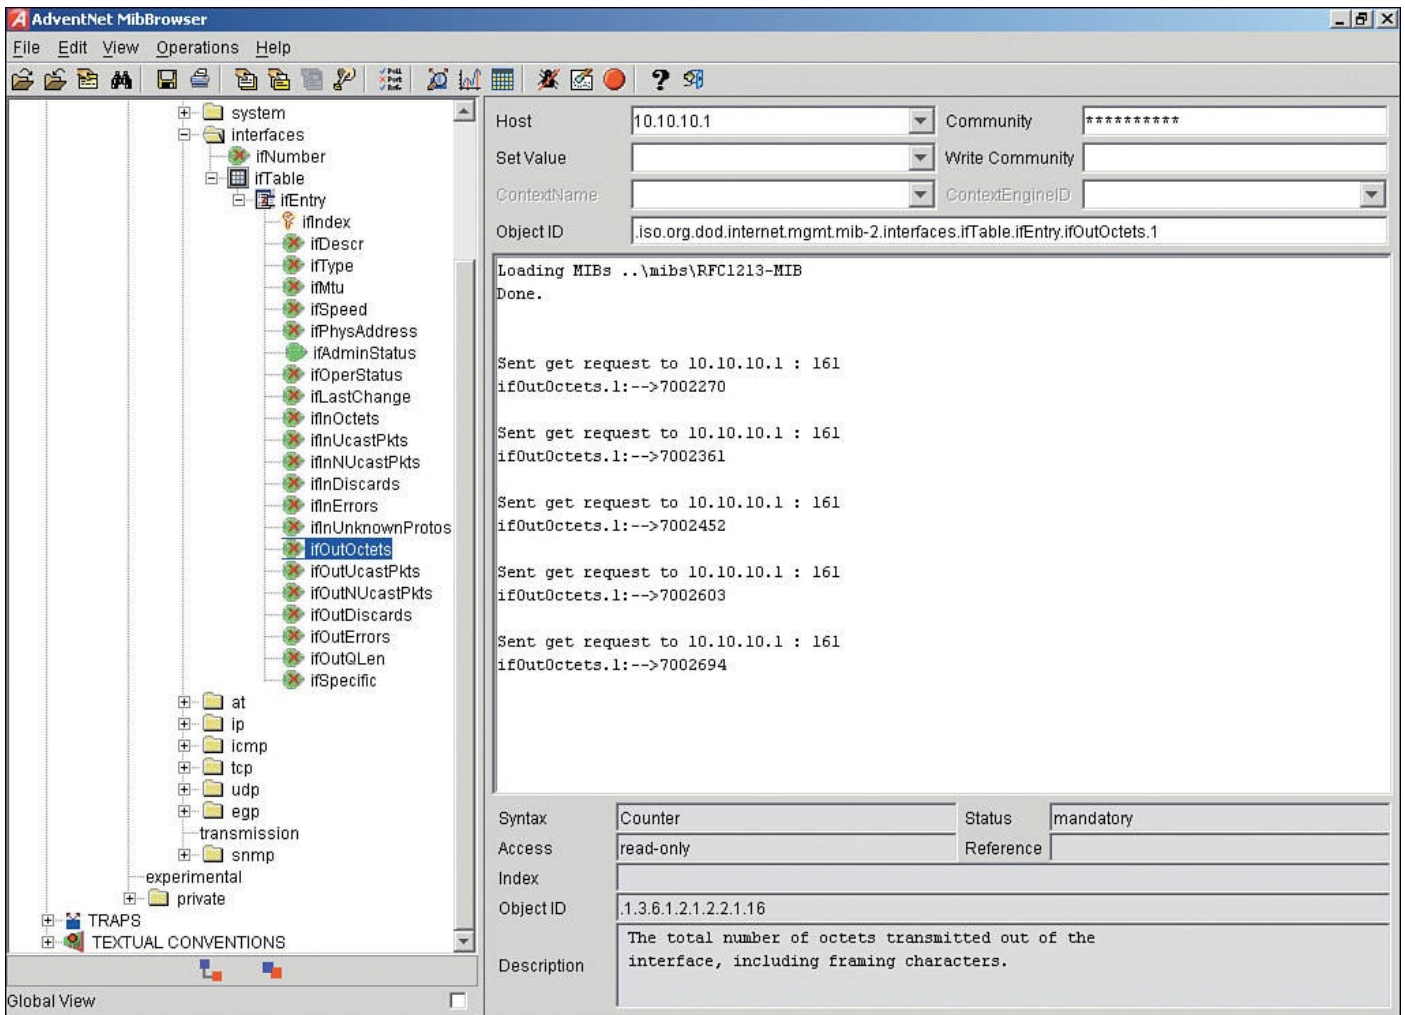 AdventNet MibBrowser
File Edit View Operations Help
system
interfaces
ifNumber
ifTable
ifEntry
ifIndex
ifDescr
ifType
ifMtu
ifSpeed
ifPhysAddress
ifAdminStatus
ifOperStatus
ifLastChange
ifInOctets
ifInUcastPkts
ifInNUcastPkts
ifInDiscards
ifInErrors
ifInUnknownProtos
ifOutOctets
ifOutUcastPkts
ifOutNUcastPkts
ifOutDiscards
ifOutErrors
ifOutQLen
ifSpecific
at
ip
icmp
tcp
udp
egp
transmission
snmp
experimental
private
TRAPS
TEXTUAL CONVENTIONS
Global View
Host 10.10.10.1 Community **********
Set Value Write Community
ContextName ContextEngineID
Object ID .iso.org.dod.internet.mgmt.mib-2.interfaces.ifTable.ifEntry.ifOutOctets.1
Loading MIBs ..\mibs\RFC1213-MIB
Done.
Sent get request to 10.10.10.1 : 161
ifOutOctets.1:-->7002270
Sent get request to 10.10.10.1 : 161
ifOutOctets.1:-->7002361
Sent get request to 10.10.10.1 : 161
ifOutOctets.1:-->7002452
Sent get request to 10.10.10.1 : 161
ifOutOctets.1:-->7002603
Sent get request to 10.10.10.1 : 161
ifOutOctets.1:-->7002694
Syntax Counter Status mandatory
Access read-only Reference
Index
Object ID .1.3.6.1.2.1.2.2.1.16
Description The total number of octets transmitted out of the
interface, including framing characters.